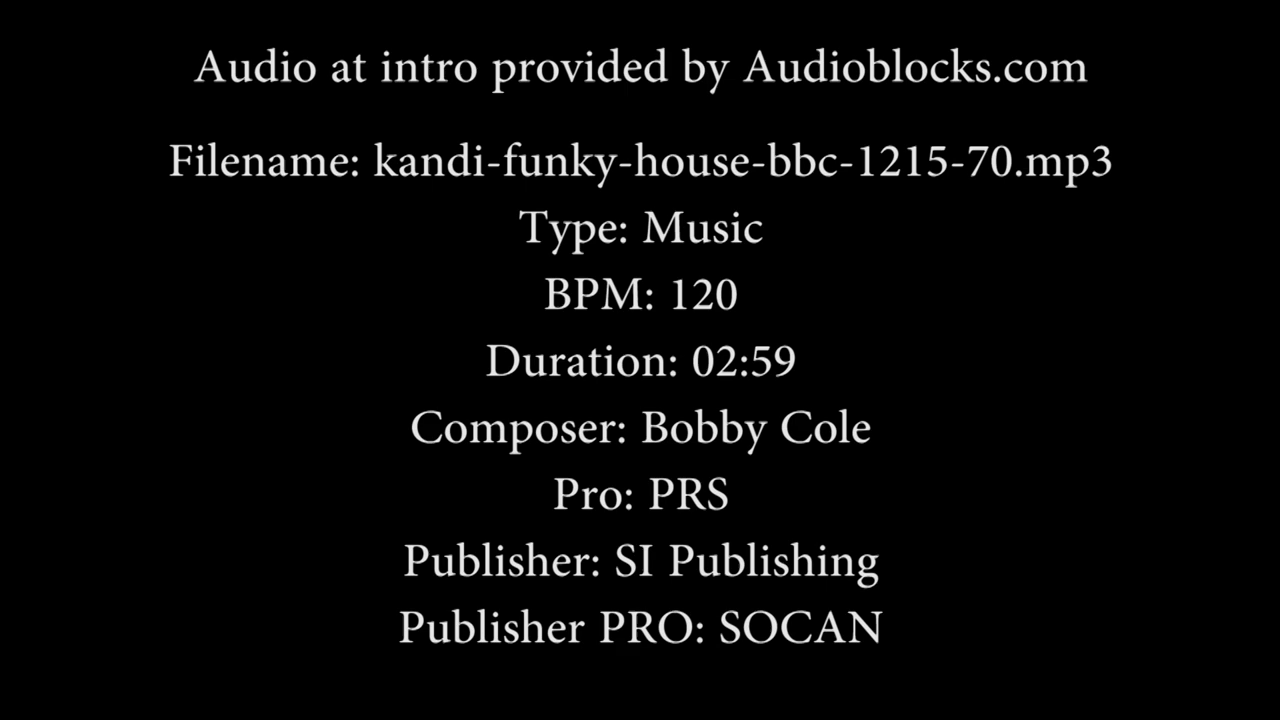 Audio at intro provided by Audioblocks.com
Filename: kandi-funky-house-bbc-1215-70.mp3
Type: Music
BPM: 120
Duration: 02:59
Composer: Bobby Cole
Pro: PRS
Publisher: SI Publishing
Publisher PRO: SOCAN